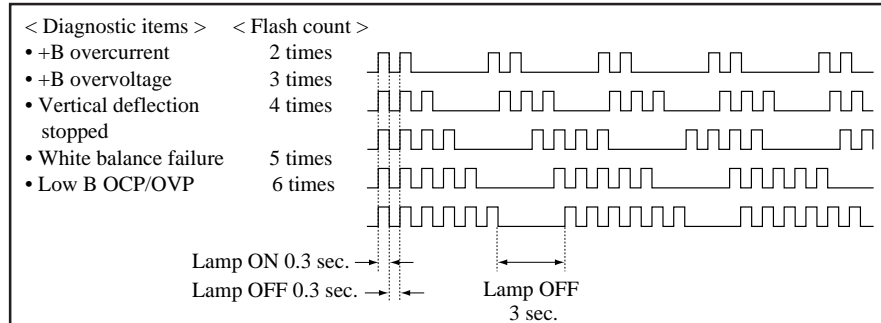 < Diagnostic items > < Flash count >
• +B overcurrent 2 times
• +B overvoltage 3 times
• Vertical deflection 4 times
stopped
• White balance failure 5 times
• Low B OCP/OVP 6 times
Lamp ON 0.3 sec.
Lamp OFF 0.3 sec.
Lamp OFF
3 sec.